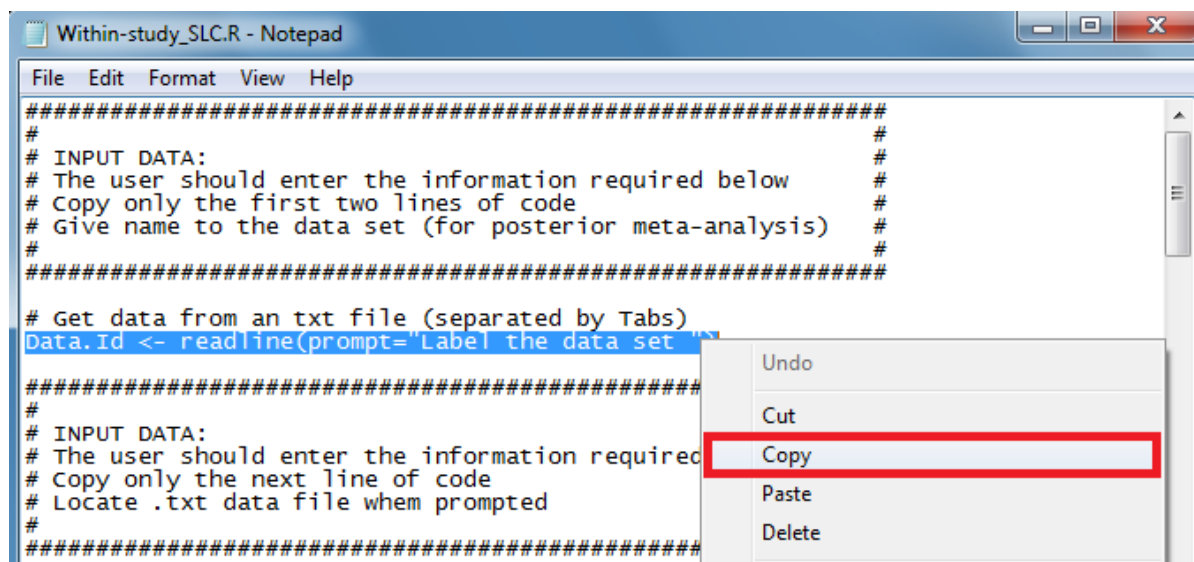 Within-study_SLC.R - Notepad
File Edit Format View Help
#############################################################
# #
# INPUT DATA: #
# The user should enter the information required below #
# Copy only the first two lines of code #
# Give name to the data set (for posterior meta-analysis) #
# #
#############################################################
# Get data from an txt file (separated by Tabs)
Data.Id <- readline(prompt="Label the data set ")
################################################
#
# INPUT DATA:
# The user should enter the information required
# Copy only the next line of code
# Locate .txt data file whem prompted
#
################################################
Undo
Cut
Copy
Paste
Delete